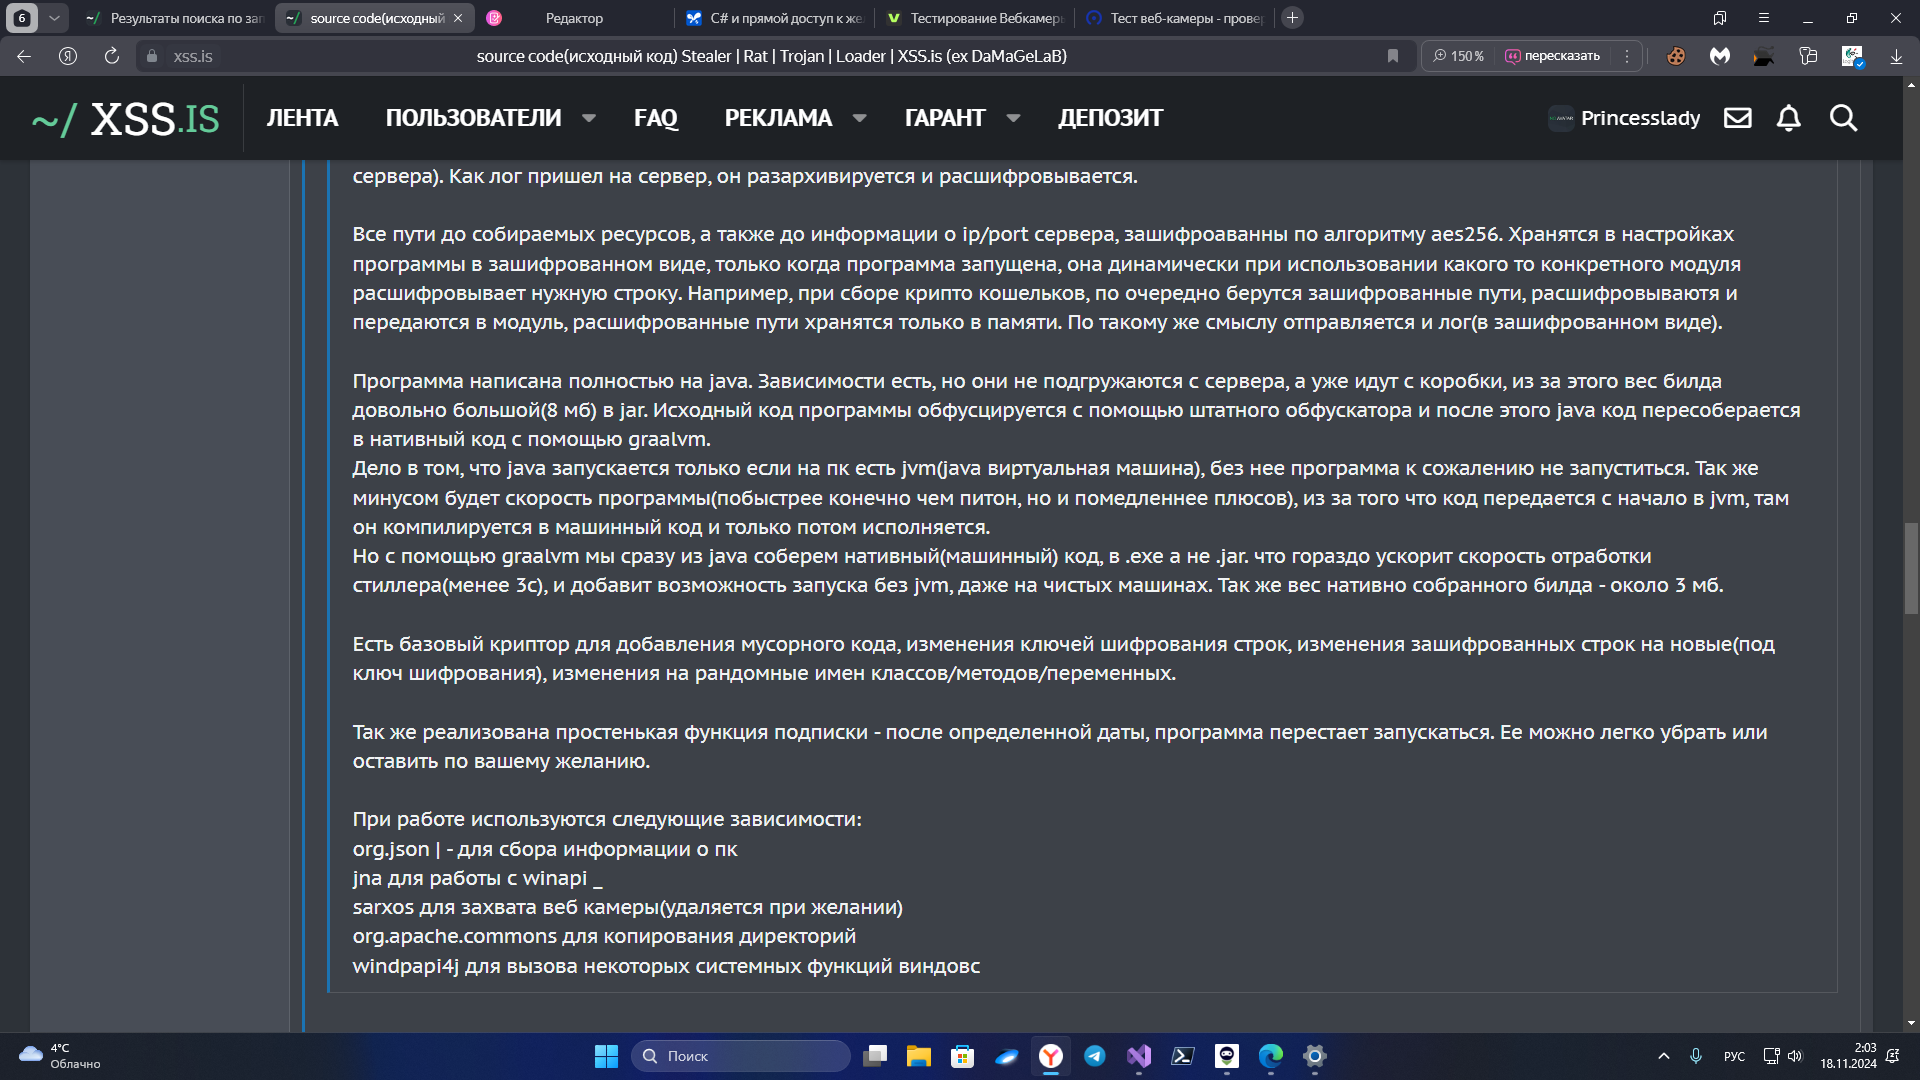 6
Результаты поиска по зап
source code(исходный
Редактор
C# и прямой доступ к же
Тестирование Вебкамеры
Тест веб-камеры - прове
xss.is
source code(исходный код) Stealer | Rat | Trojan | Loader | XSS.is (ex DaMaGeLaB)
150 %
пересказать
~/ XSS.IS
ЛЕНТА
ПОЛЬЗОВАТЕЛИ
FAQ
РЕКЛАМА
ГАРАНТ
ДЕПОЗИТ
Princesslady
сервера). Как лог пришел на сервер, он разархивируется и расшифровывается.
Все пути до собираемых ресурсов, а также до информации о ip/port сервера, зашифроаванны по алгоритму aes256. Хранятся в настройках
программы в зашифрованном виде, только когда программа запущена, она динамически при использовании какого то конкретного модуля
расшифровывает нужную строку. Например, при сборе крипто кошельков, по очередно берутся зашифрованные пути, расшифровываютя и
передаются в модуль, расшифрованные пути хранятся только в памяти. По такому же смыслу отправляется и лог(в зашифрованном виде).
Программа написана полностью на java. Зависимости есть, но они не подгружаются с сервера, а уже идут с коробки, из за этого вес билда
довольно большой(8 мб) в jar. Исходный код программы обфусцируется с помощью штатного обфускатора и после этого java код пересоберается
в нативный код с помощью graalvm.
Дело в том, что java запускается только если на пк есть jvm(java виртуальная машина), без нее программа к сожалению не запуститься. Так же
минусом будет скорость программы(побыстрее конечно чем питон, но и помедленнее плюсов), из за того что код передается с начало в jvm, там
он компилируется в машинный код и только потом исполняется.
Но с помощью graalvm мы сразу из java соберем нативный(машинный) код, в .exe а не .jar. что гораздо ускорит скорость отработки
стиллера(менее 3с), и добавит возможность запуска без jvm, даже на чистых машинах. Так же вес нативно собранного билда - около 3 мб.
Есть базовый криптор для добавления мусорного кода, изменения ключей шифрования строк, изменения зашифрованных строк на новые(под
ключ шифрования), изменения на рандомные имен классов/методов/переменных.
Так же реализована простенькая функция подписки - после определенной даты, программа перестает запускаться. Ее можно легко убрать или
оставить по вашему желанию.
При работе используются следующие зависимости:
org.json | - для сбора информации о пк
jna для работы с winapi _
sarxos для захвата веб камеры(удаляется при желании)
org.apache.commons для копирования директорий
windpapi4j для вызова некоторых системных функций виндовс
4°C
Облачно
Поиск
РУС
2:03
18.11.2024